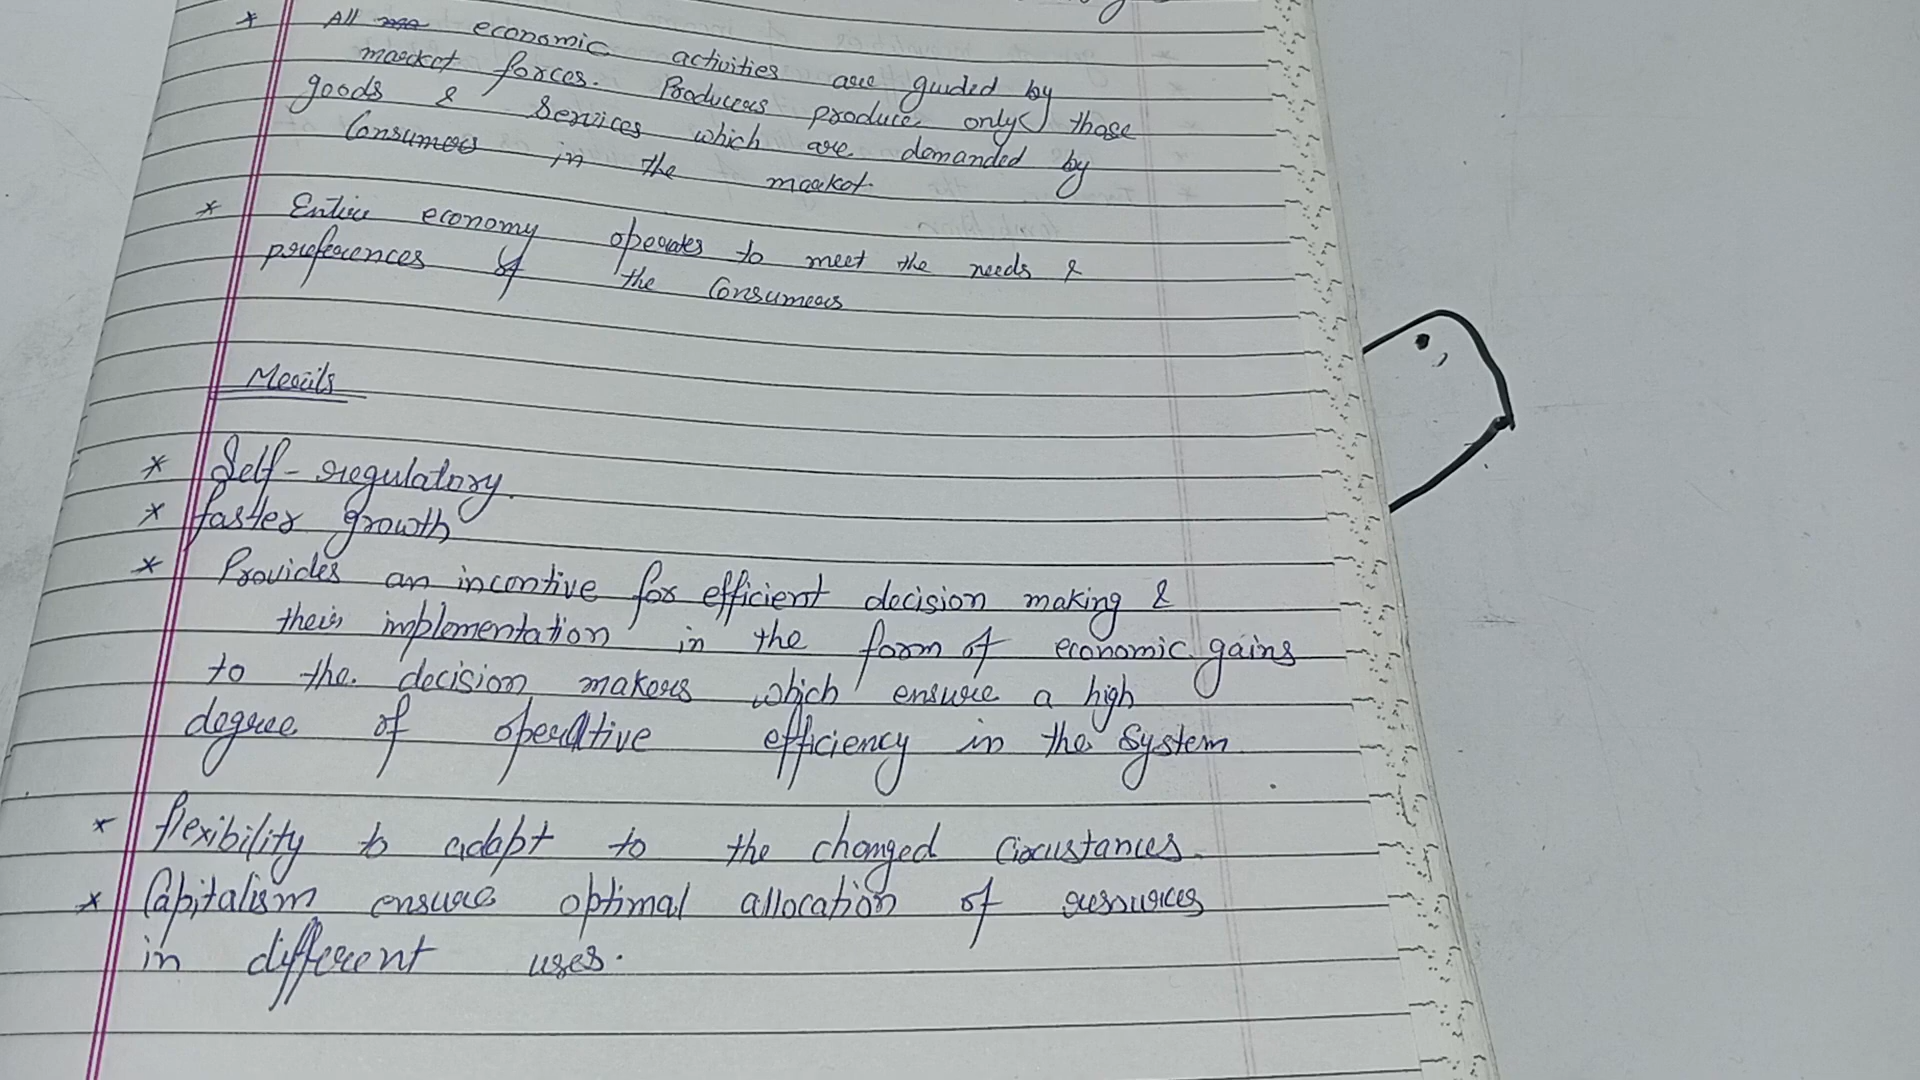 * All economic activities are guided by
market forces. Producers produce only those
goods & Services which are demanded by
Consumers in the market.
* Entire economy operates to meet the needs &
preferences of the Consumers
Merits
* Self-regulatory.
* faster growth
* Provides an incentive for efficient decision making &
their implementation in the form of economic gains
to the decision makers which ensure a high
degree of operative efficiency in the System.
* flexibility to adapt to the changed Circustances.
* Capitalism ensure optimal allocation of resources
in different uses.